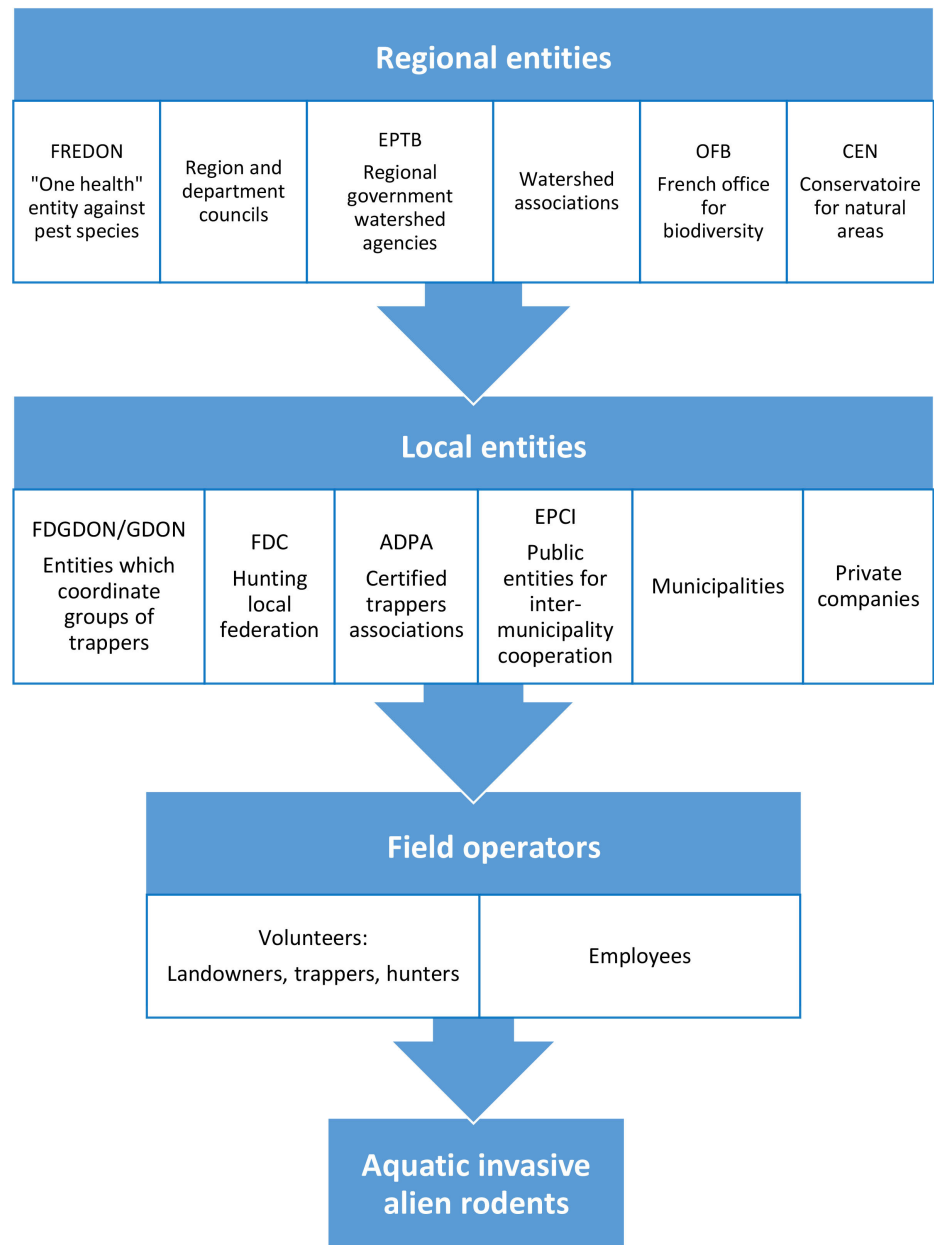 Regional entities
FREDON
"One health"
entity against
pest species
Region and
department
councils
EPTB
Regional
government
watershed
agencies
Watershed
associations
OFB
French office
for
biodiversity
CEN
Conservatoire
for natural
areas
Local entities
FDGDON/GDON
Entities which
coordinate
groups of
trappers
FDC
Hunting
local
federation
ADPA
Certified
trappers
associations
EPCI
Public
entities for
inter-
municipality
cooperation
Municipalities
Private
companies
Field operators
Volunteers:
Landowners, trappers, hunters
Employees
Aquatic invasive
alien rodents